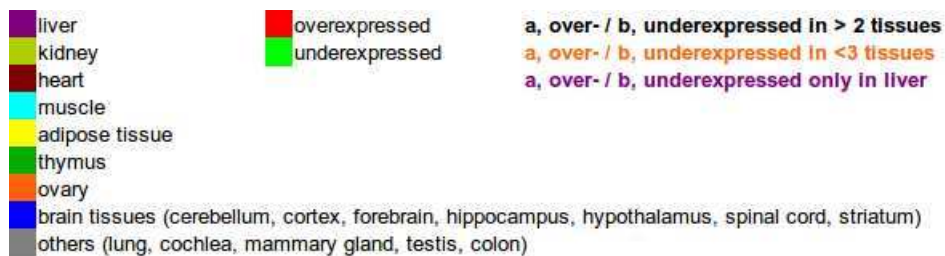 liver overexpressed a, over- / b, underexpressed in > 2 tissues
kidney underexpressed a, over- / b, underexpressed in <3 tissues
heart a, over- / b, underexpressed only in liver
muscle
adipose tissue
thymus
ovary
brain tissues (cerebellum, cortex, forebrain, hippocampus, hypothalamus, spinal cord, striatum)
others (lung, cochlea, mammary gland, testis, colon)